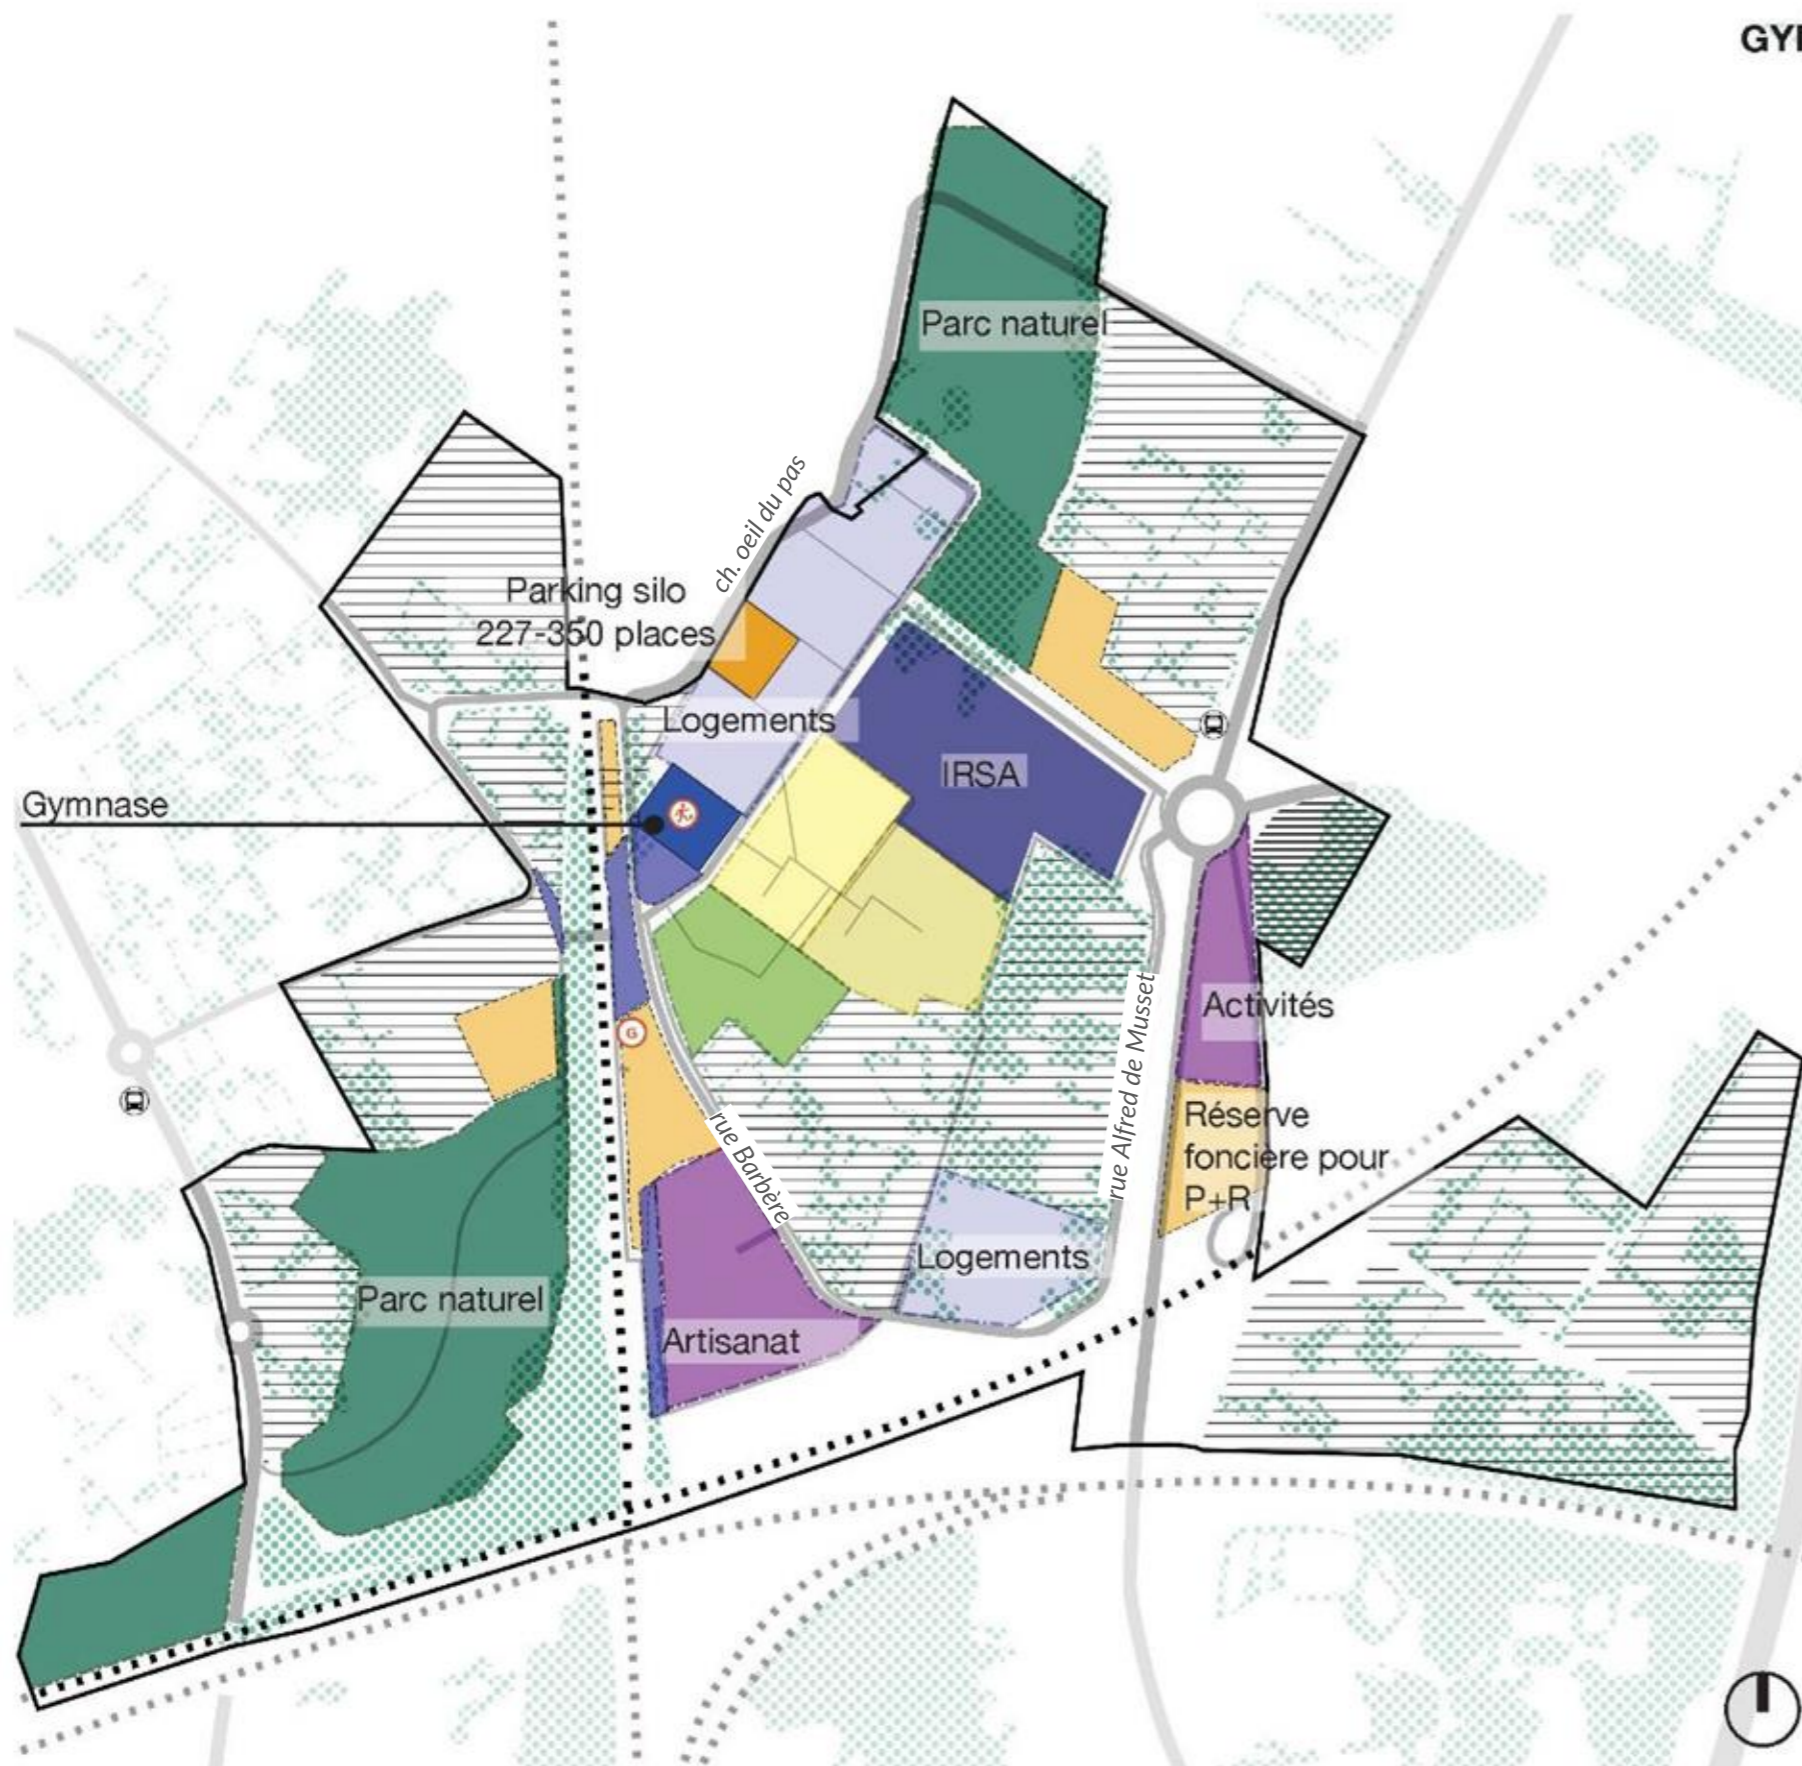 GYI
Parc naturel
ch. oeil du pas
Parking silo
227-350 places
Logements
IRSA
Gymnase
Activités
G
rue Alfred de Musset
Réserve
foncière pour
P+R
rue Barbère
Logements
Parc naturel
Artisanat